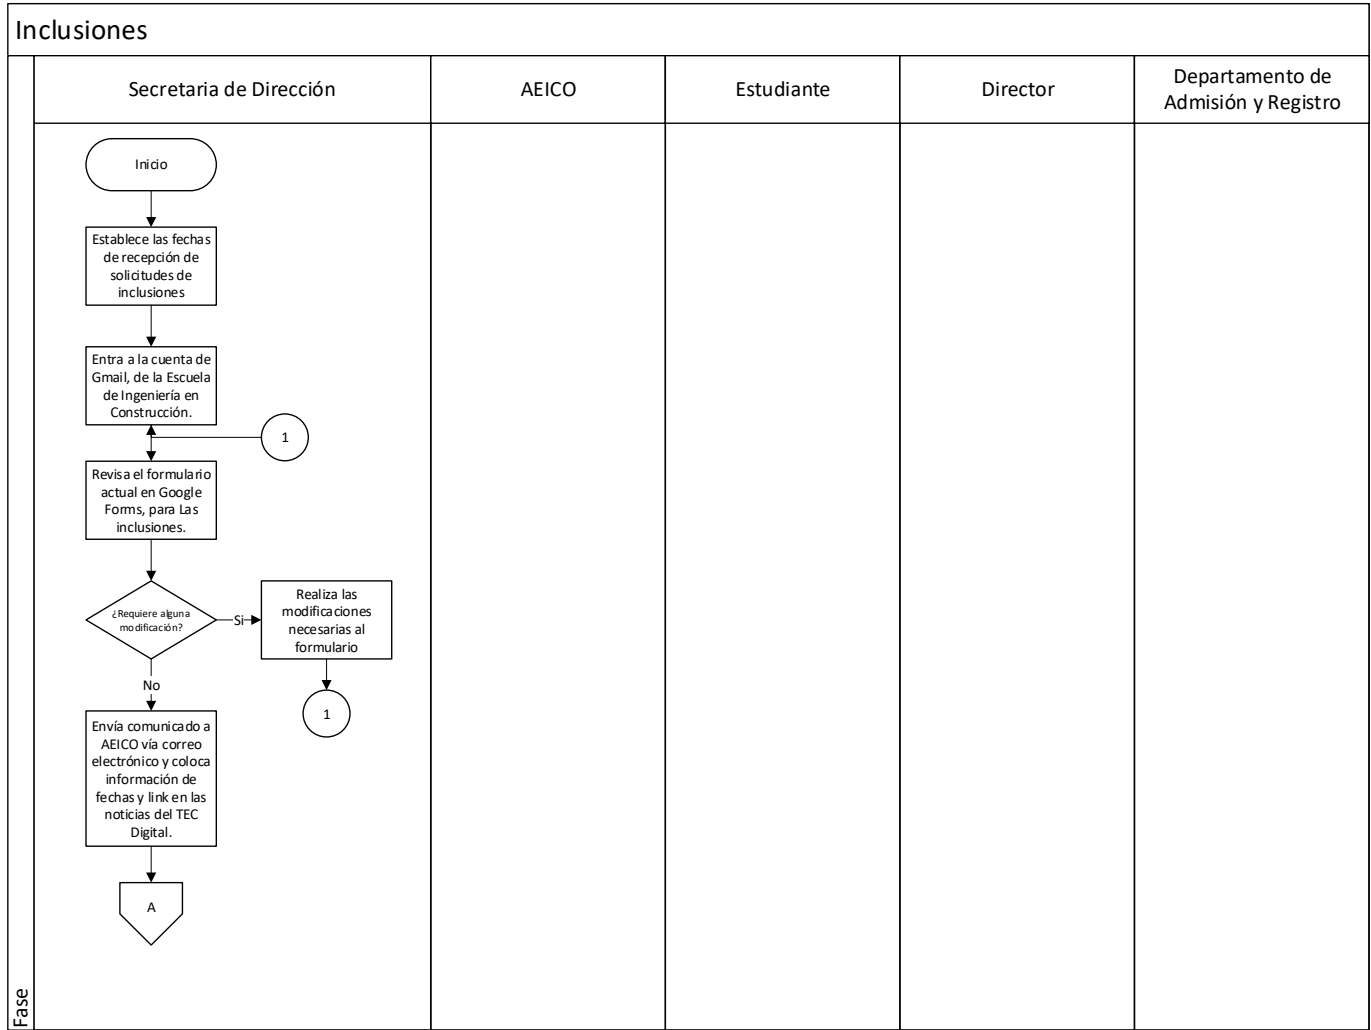 Inclusiones
Secretaria de Dirección
AEICO
Estudiante
Director
Departamento de
Admisión y Registro
Inicio
Establece las fechas
de recepción de
solicitudes de
inclusiones
Entra a la cuenta de
Gmail, de la Escuela
de Ingeniería en
Construcción.
1
Revisa el formulario
actual en Google
Forms, para Las
inclusiones.
¿Requiere alguna
modificación?
Si
Realiza las
modificaciones
necesarias al
formulario
No
1
Envía comunicado a
AEICO vía correo
electrónico y coloca
información de
fechas y link en las
noticias del TEC
Digital.
A
Fase